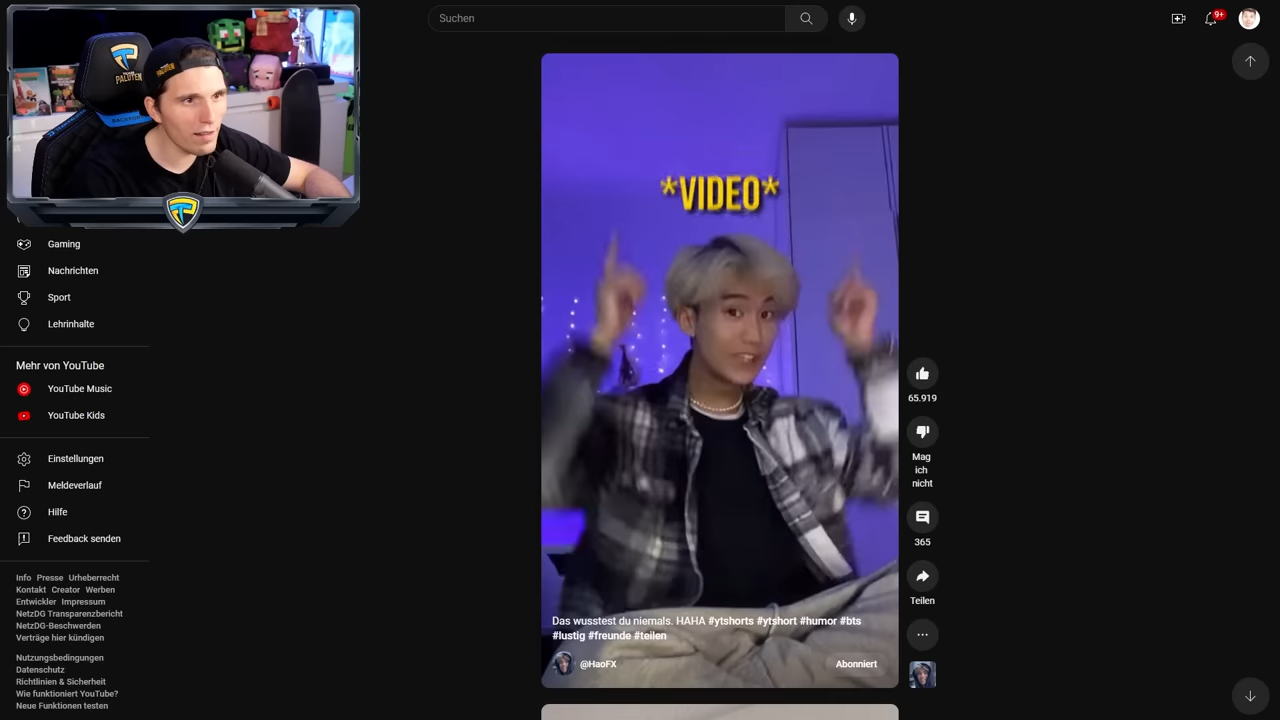 Suchen
9+
PALUTEN
*VIDEO*
Gaming
Nachrichten
Sport
Lehrinhalte
Mehr von YouTube
YouTube Music
YouTube Kids
Einstellungen
Meldeverlauf
Hilfe
Feedback senden
Info Presse Urheberrecht
Kontakt Creator Werben
Entwickler Impressum
NetzDG Transparenzbericht
NetzDG-Beschwerden
Verträge hier kündigen
Nutzungsbedingungen
Datenschutz
Richtlinien & Sicherheit
Wie funktioniert YouTube?
Neue Funktionen testen
Das wusstest du niemals. HAHA #ytshorts #ytshort #humor #bts
#lustig #freunde #teilen
@HaoFX
Abonniert
65.919
Mag
ich
nicht
365
Teilen